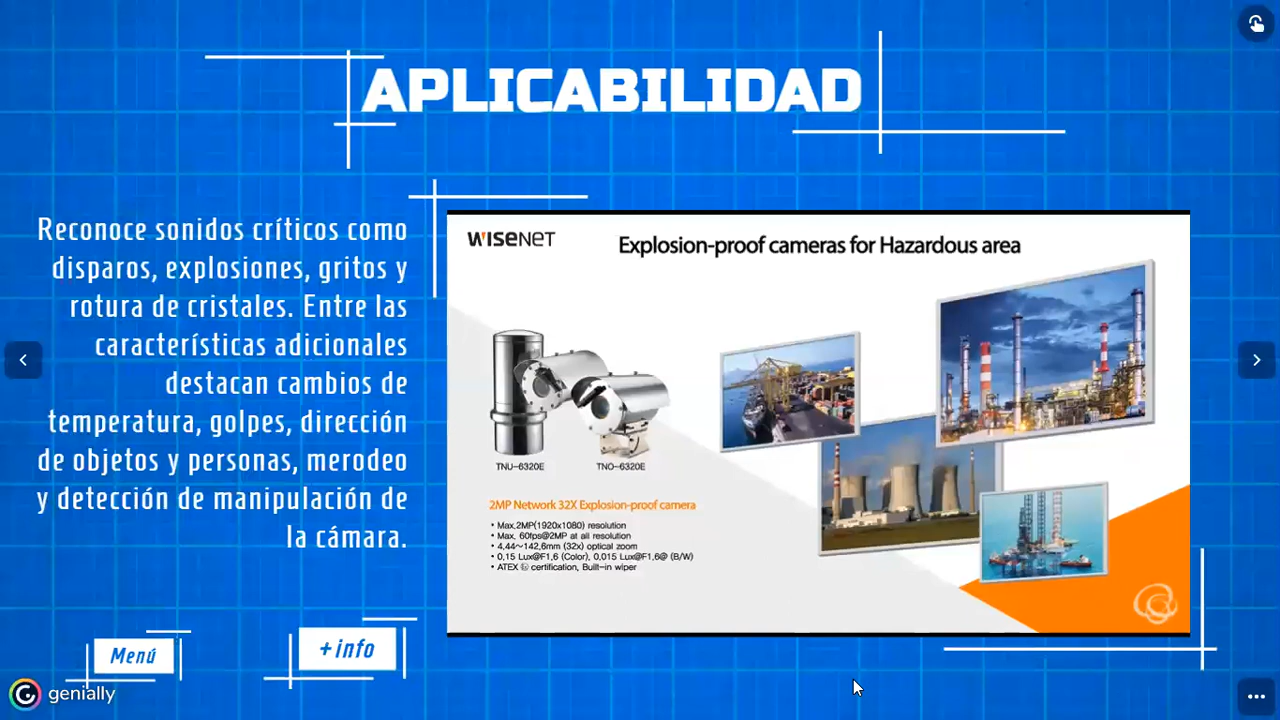 APLICABILIDAD
Reconoce sonidos críticos como
disparos, explosiones, gritos y
rotura de cristales. Entre las
características adicionales
destacan cambios de
temperatura, golpes, dirección
de objetos y personas, merodeo
y detección de manipulación de
la cámara.
WISENET
Explosion-proof cameras for Hazardous area
TNU-6320E
TNO-6320E
2MP Network 32X Explosion-proof camera
• Max,2MP(1920x1080) resolution
• Max, 60fps@2MP at all resolution
• 4,44~142,6mm (32x) optical zoom
• 0,15 Lux@F1,6 (Color), 0,015 Lux@F1,6@ (B/W)
• ATEX certification, Built-in wiper
Menú
+info
genially